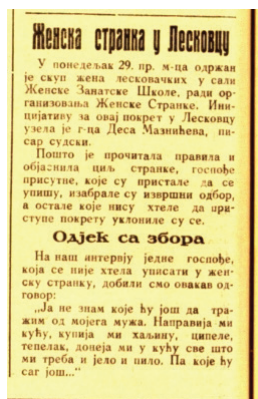 Женска странка у Лесковцу
У понедељак 29. пр. м-ца одржан
је скуп жена лесковачких у сали
Женске Занатске Школе, ради ор-
ганизовања Женске Странке. Ини-
цијативу за овај покрет у Лесковцу
узела је г-ца Деса Мазнићева, пи-
сар судски.
Пошто је прочитала правила и
објаснила циљ странке, госпође
присутне, које су пристале да се
упишу, изабрале су извршни одбор,
а остале које нису хтеле да при-
ступе покрету уклониле су се.
Одјек са збора
На наш интервју једне госпође,
која се није хтела уписати у жен-
ску странку, добили смо овакав од-
говор:
„Ја не знам које ћу још да тра-
жим од мојега мужа. Направија ми
кућу, купија ми хаљину, ципеле,
тепелак, донеја ми у кућу све што
ми треба и јело и пило. Па које ћу
саг још..."